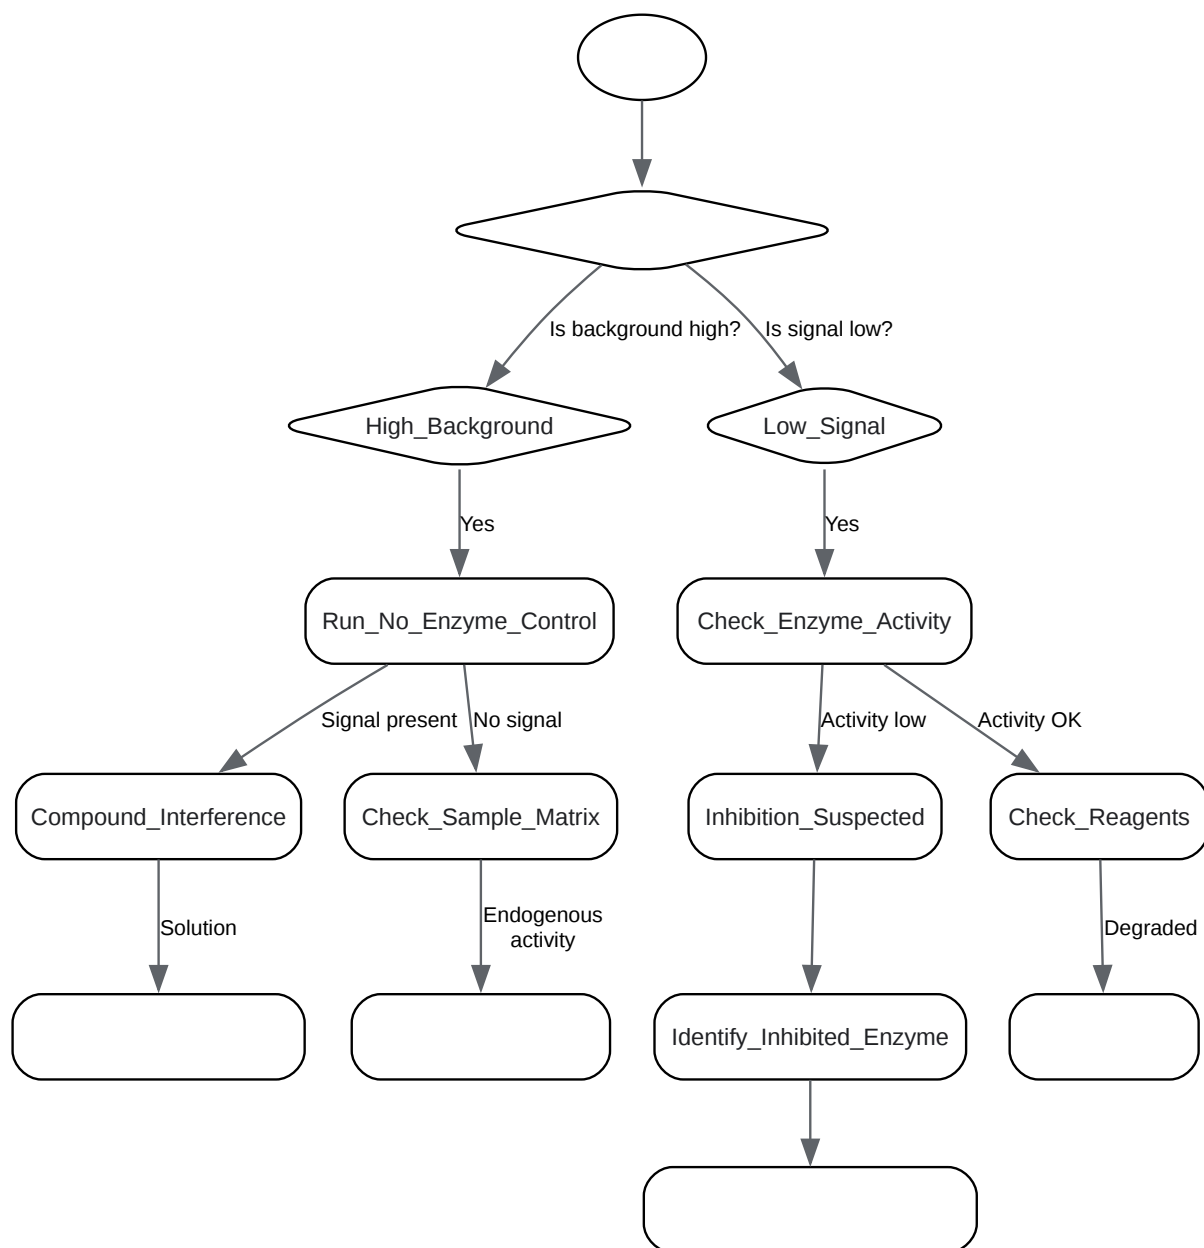 Is background high?
Is signal low?
High_Background
Low_Signal
Yes
Yes
Run_No_Enzyme_Control
Check_Enzyme_Activity
Signal present
No signal
Activity low
Activity OK
Compound_Interference
Check_Sample_Matrix
Inhibition_Suspected
Check_Reagents
Solution
Endogenous
activity
Degraded
Identify_Inhibited_Enzyme